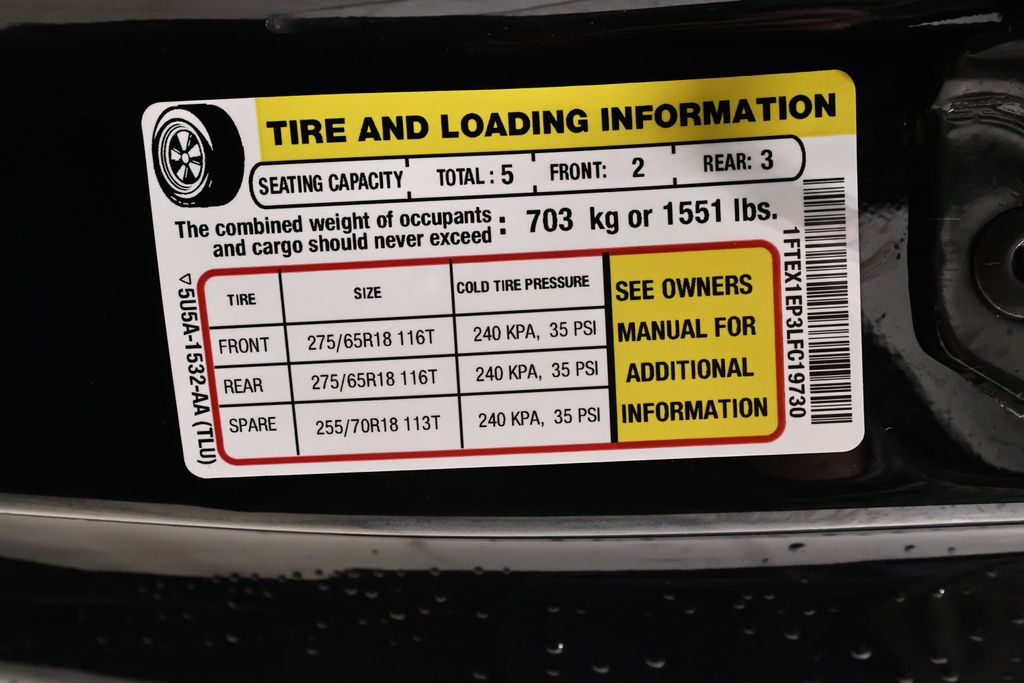 TIRE AND LOADING INFORMATION
SEATING CAPACITY TOTAL : 5 FRONT: 2 REAR: 3
The combined weight of occupants
and cargo should never exceed : 703 kg or 1551 lbs.
TIRE SIZE COLD TIRE PRESSURE
FRONT 275/65R18 116T 240 KPA, 35 PSI
REAR 275/65R18 116T 240 KPA, 35 PSI
SPARE 255/70R18 113T 240 KPA, 35 PSI
SEE OWNERS
MANUAL FOR
ADDITIONAL
INFORMATION
▽5U5A-1532-AA (TLU)
1FTEX1EP3LFC19730